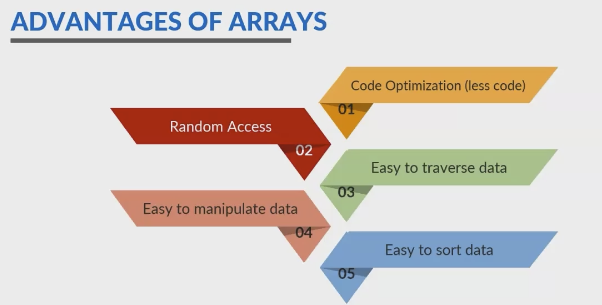 ADVANTAGES OF ARRAYS
Code Optimization (less code)
01
Random Access
02
Easy to traverse data
03
Easy to manipulate data
04
Easy to sort data
05